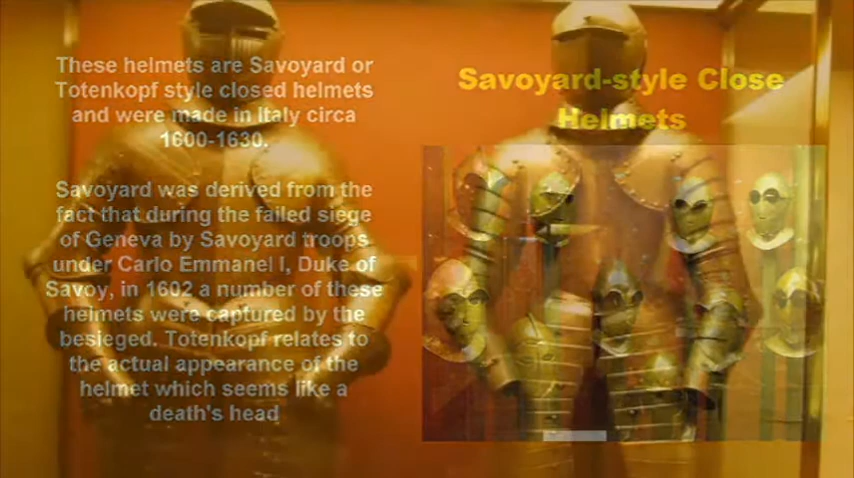 These helmets are Savoyard or
Totenkopf style closed helmets
and were made in Italy circa
1600-1630.
Savoyard was derived from the
fact that during the failed siege
of Geneva by Savoyard troops
under Carlo Emmanel I, Duke of
Savoy, in 1602 a number of these
helmets were captured by the
besieged. Totenkopf relates to
the actual appearance of the
helmet which seems like a
death's head
Savoyard-style Close
Helmets